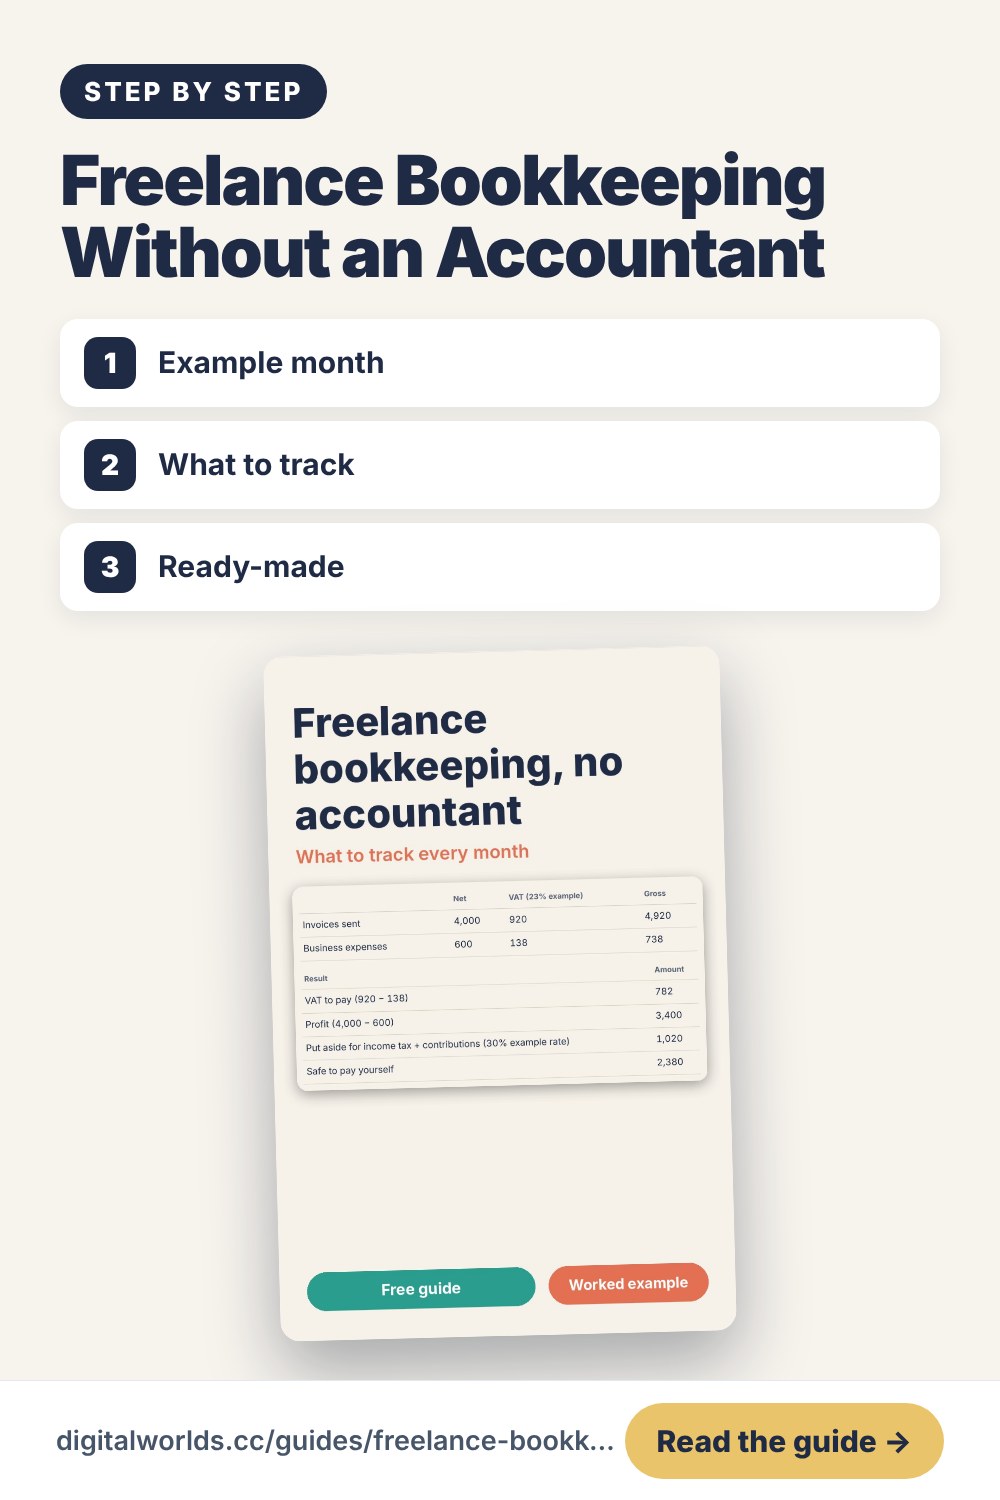 STEP BY STEP
Freelance Bookkeeping
Without an Accountant
1 Example month
2 What to track
3 Ready-made
Freelance
bookkeeping, no
accountant
What to track every month
Net VAT (23% example) Gross
Invoices sent 4,000 920 4,920
Business expenses 600 138 738
Result Amount
VAT to pay (920 − 138) 782
Profit (4,000 − 600) 3,400
Put aside for income tax + contributions (30% example rate) 1,020
Safe to pay yourself 2,380
Free guide Worked example
digitalworlds.cc/guides/freelance-bookk... Read the guide →